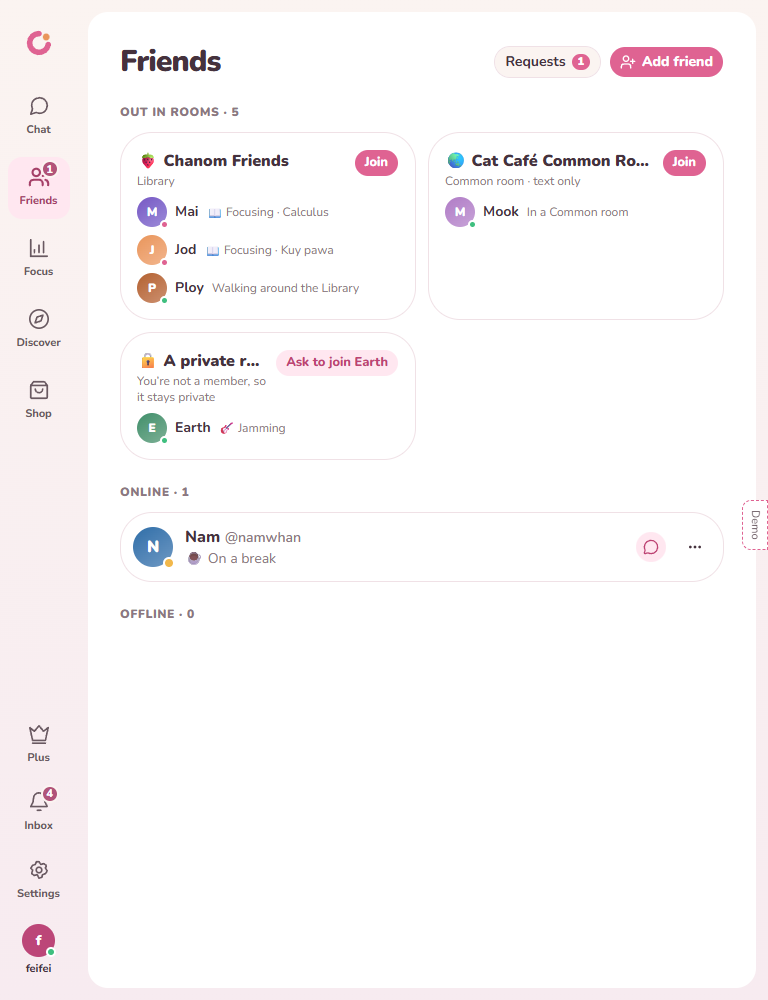 Chat
1
Friends
Focus
Discover
Shop
Plus
4
Inbox
Settings
f
feifei
Friends
Requests 1
Add friend
OUT IN ROOMS · 5
🍓 Chanom Friends
Join
Library
M Mai 📖 Focusing · Calculus
J Jod 📖 Focusing · Kuy pawa
P Ploy Walking around the Library
🌏 Cat Café Common Ro...
Join
Common room · text only
M Mook In a Common room
🔒 A private r...
Ask to join Earth
You're not a member, so
it stays private
E Earth 🎸 Jamming
ONLINE · 1
N Nam @namwhan
On a break
OFFLINE · 0
Demo